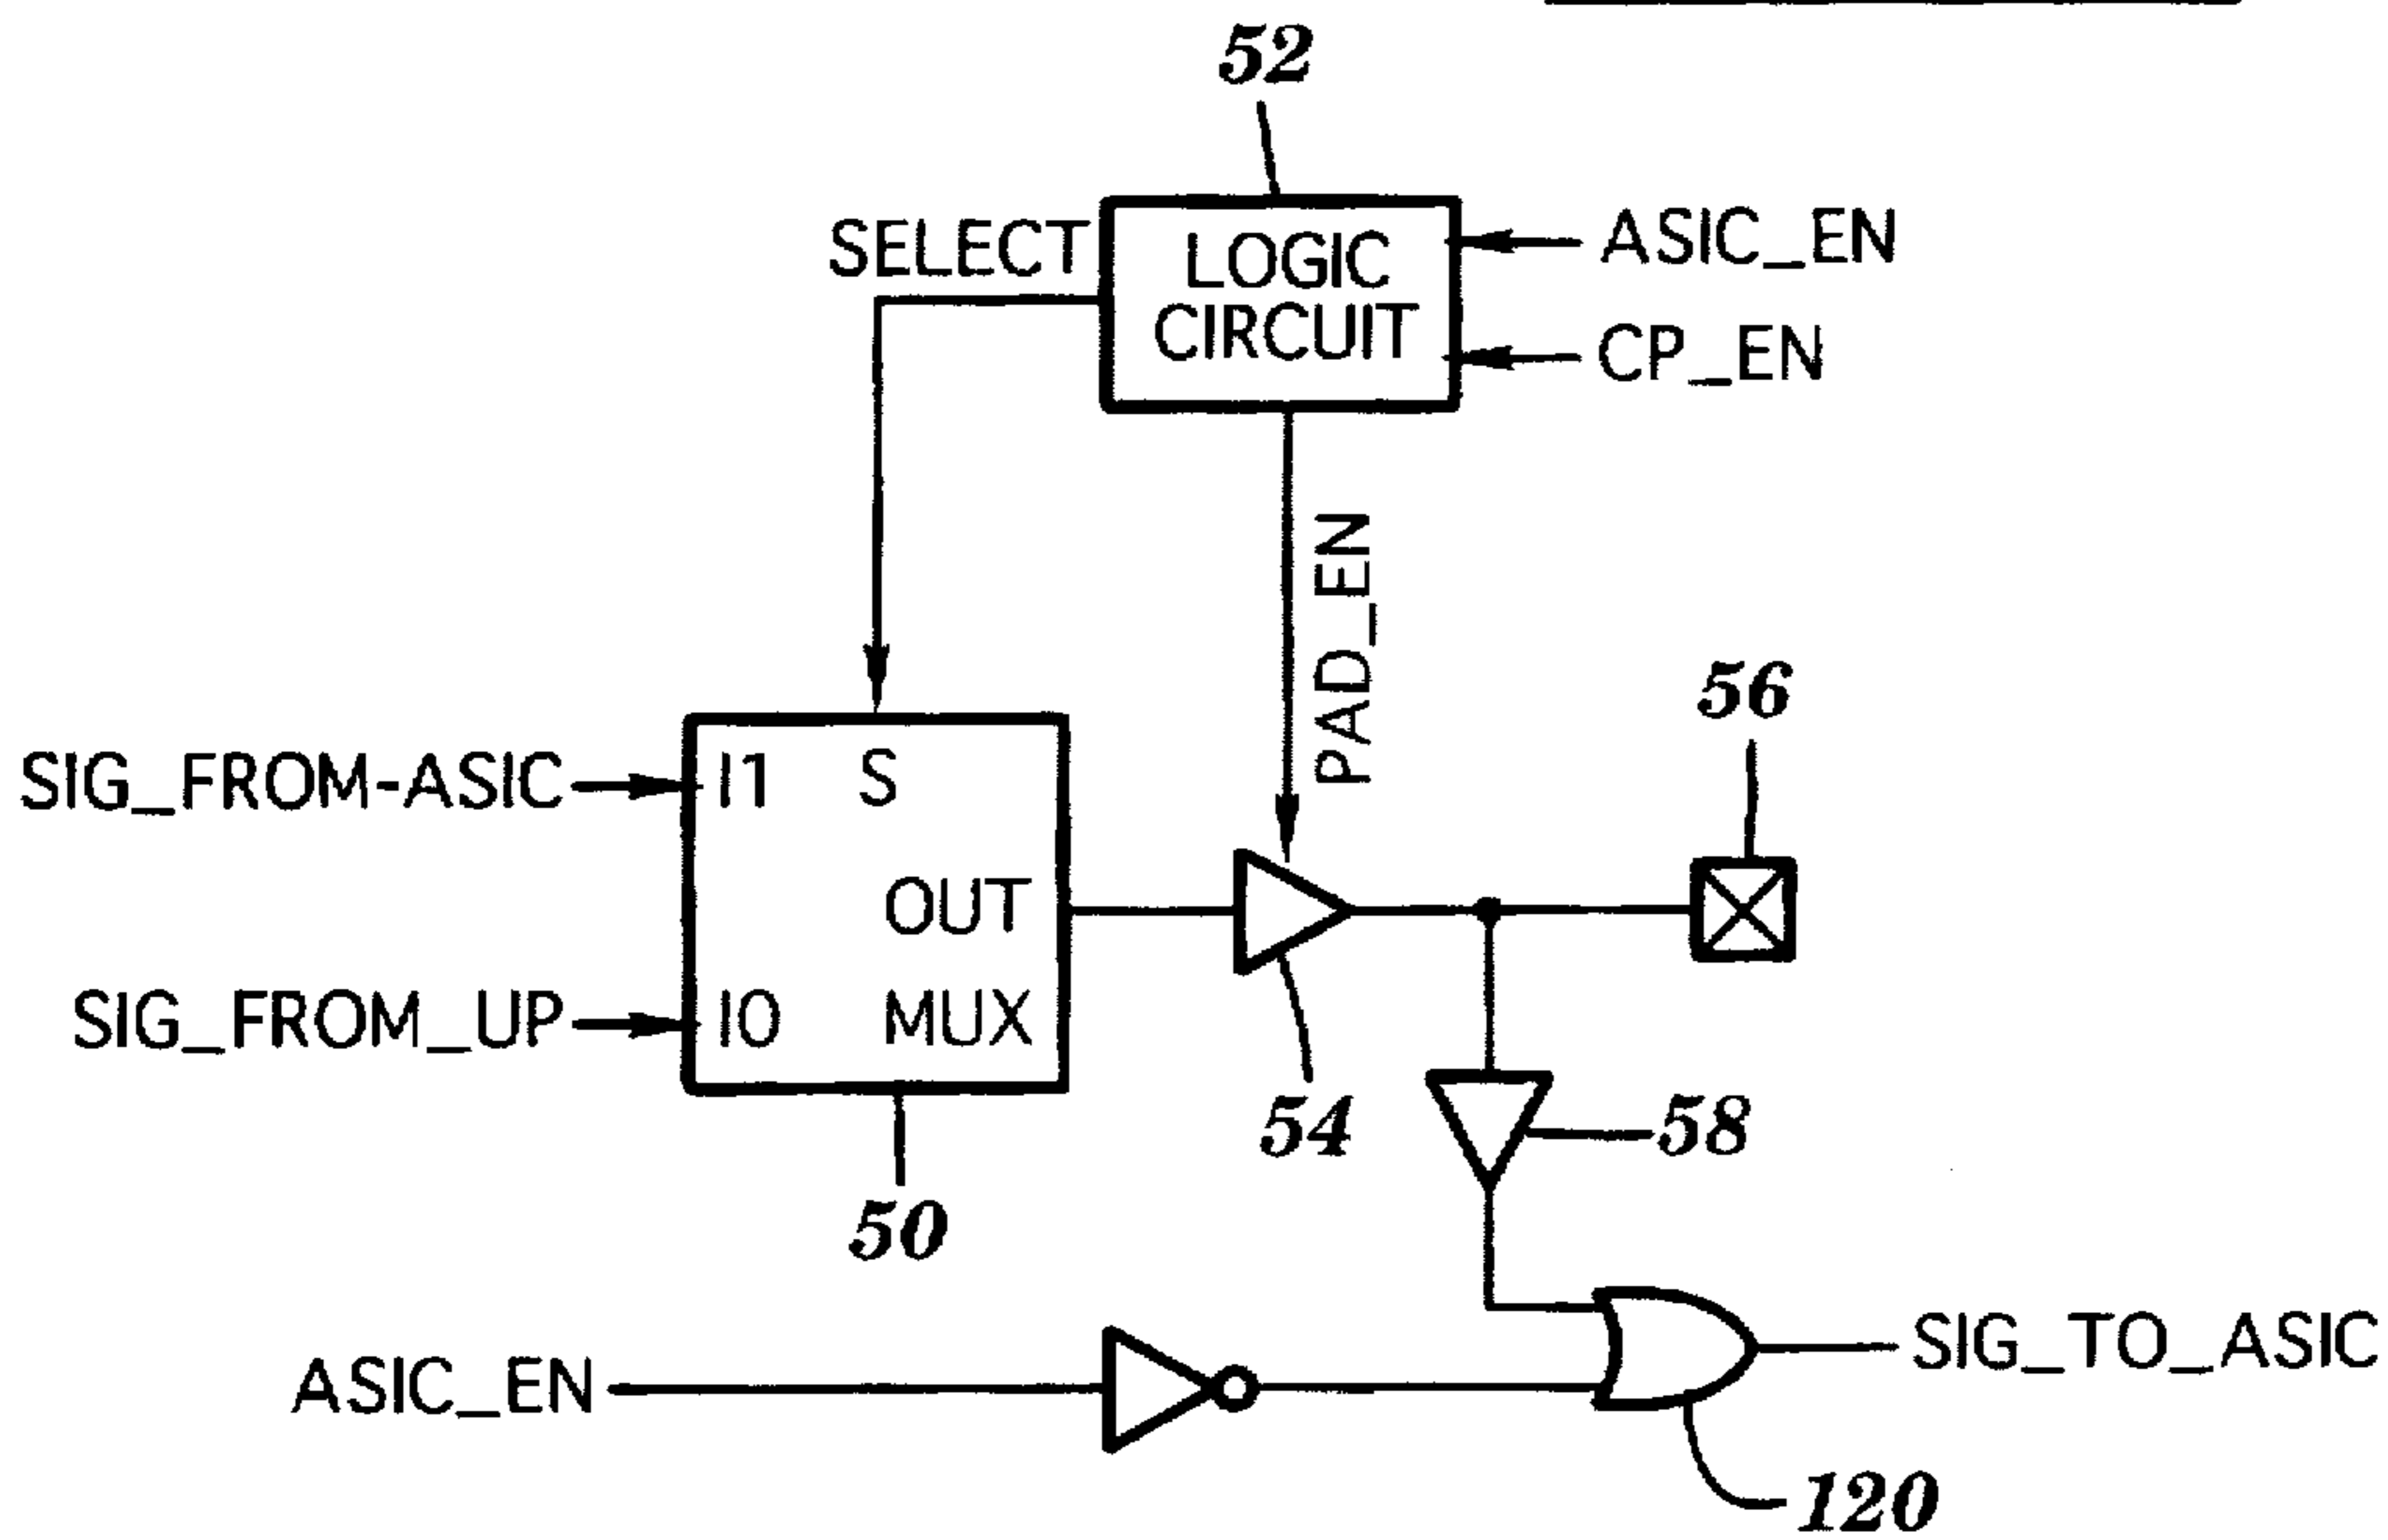 52
SELECT
LOGIC
CIRCUIT
ASIC_EN
CP_EN
PAD_EN
56
SIG_FROM-ASIC
I1
S
OUT
SIG_FROM_UP
IO
MUX
54
58
50
ASIC_EN
SIG_TO_ASIC
120